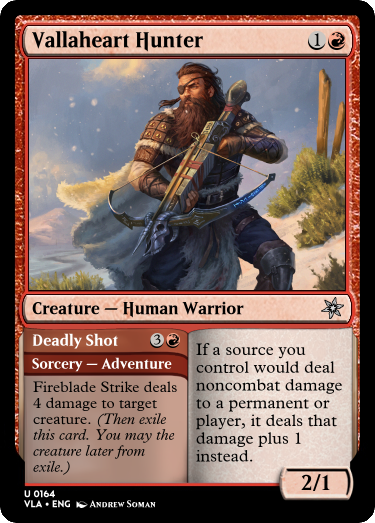 Vallaheart Hunter 1
Creature — Human Warrior
Deadly Shot 3
Sorcery — Adventure
Fireblade Strike deals
4 damage to target
creature. (Then exile
this card. You may the
creature later from
exile.)
If a source you
control would deal
noncombat damage
to a permanent or
player, it deals that
damage plus 1
instead.
2/1
U 0164
VLA • ENG Andrew Soman